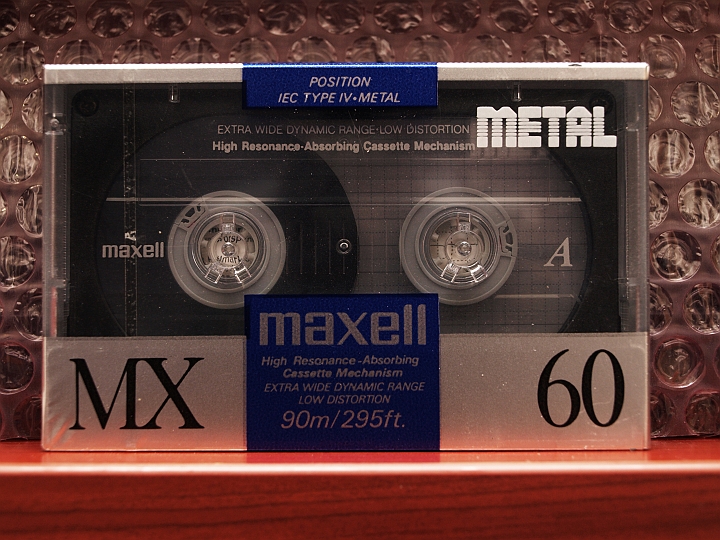 POSITION
IEC TYPE IV•METAL
EXTRA WIDE DYNAMIC RANGE·LOW DISTORTION
High Resonance-Absorbing Cassette Mechanism
METAL
maxell
A
maxell
High Resonance-Absorbing
Cassette Mechanism
EXTRA WIDE DYNAMIC RANGE
LOW DISTORTION
90m/295ft.
MX
60